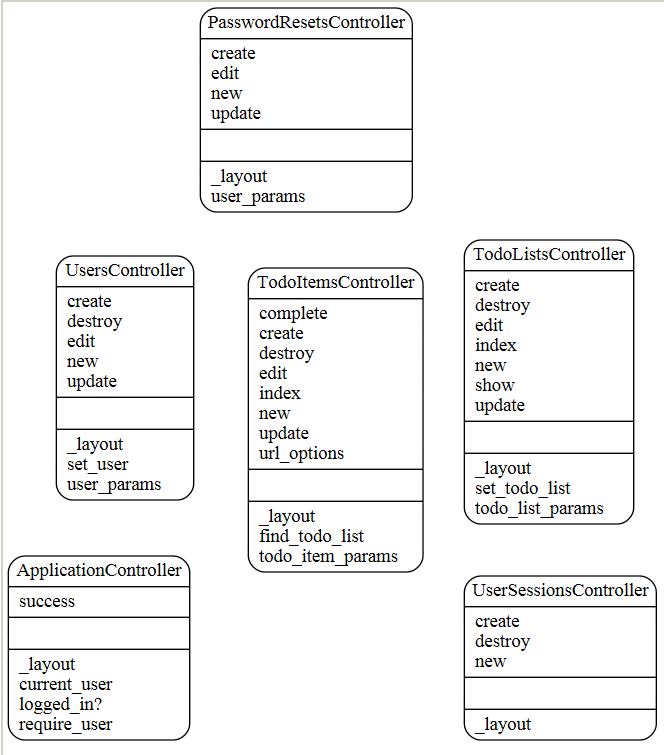 PasswordResetsController
create
edit
new
update
_layout
user_params
UsersController
create
destroy
edit
new
update
_layout
set_user
user_params
TodoItemsController
complete
create
destroy
edit
index
new
update
url_options
_layout
find_todo_list
todo_item_params
TodoListsController
create
destroy
edit
index
new
show
update
_layout
set_todo_list
todo_list_params
ApplicationController
success
_layout
current_user
logged_in?
require_user
UserSessionsController
create
destroy
new
_layout